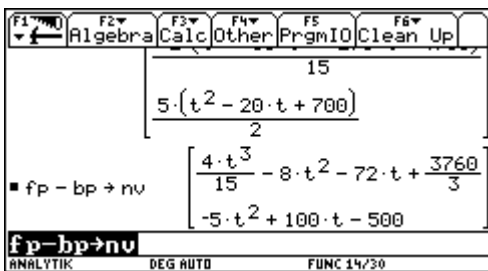 F1 F2 F3 F4 F5 F6
Algebra Calc Other PrgmIO Clean Up
15
5·(t² − 20·t + 700)
2
▪ fp − bp → nv
4·t³/15 − 8·t² − 72·t + 3760/3
-5·t² + 100·t − 500
fp−bp→nv
ANALYTIK DEG AUTO FUNC 14/30